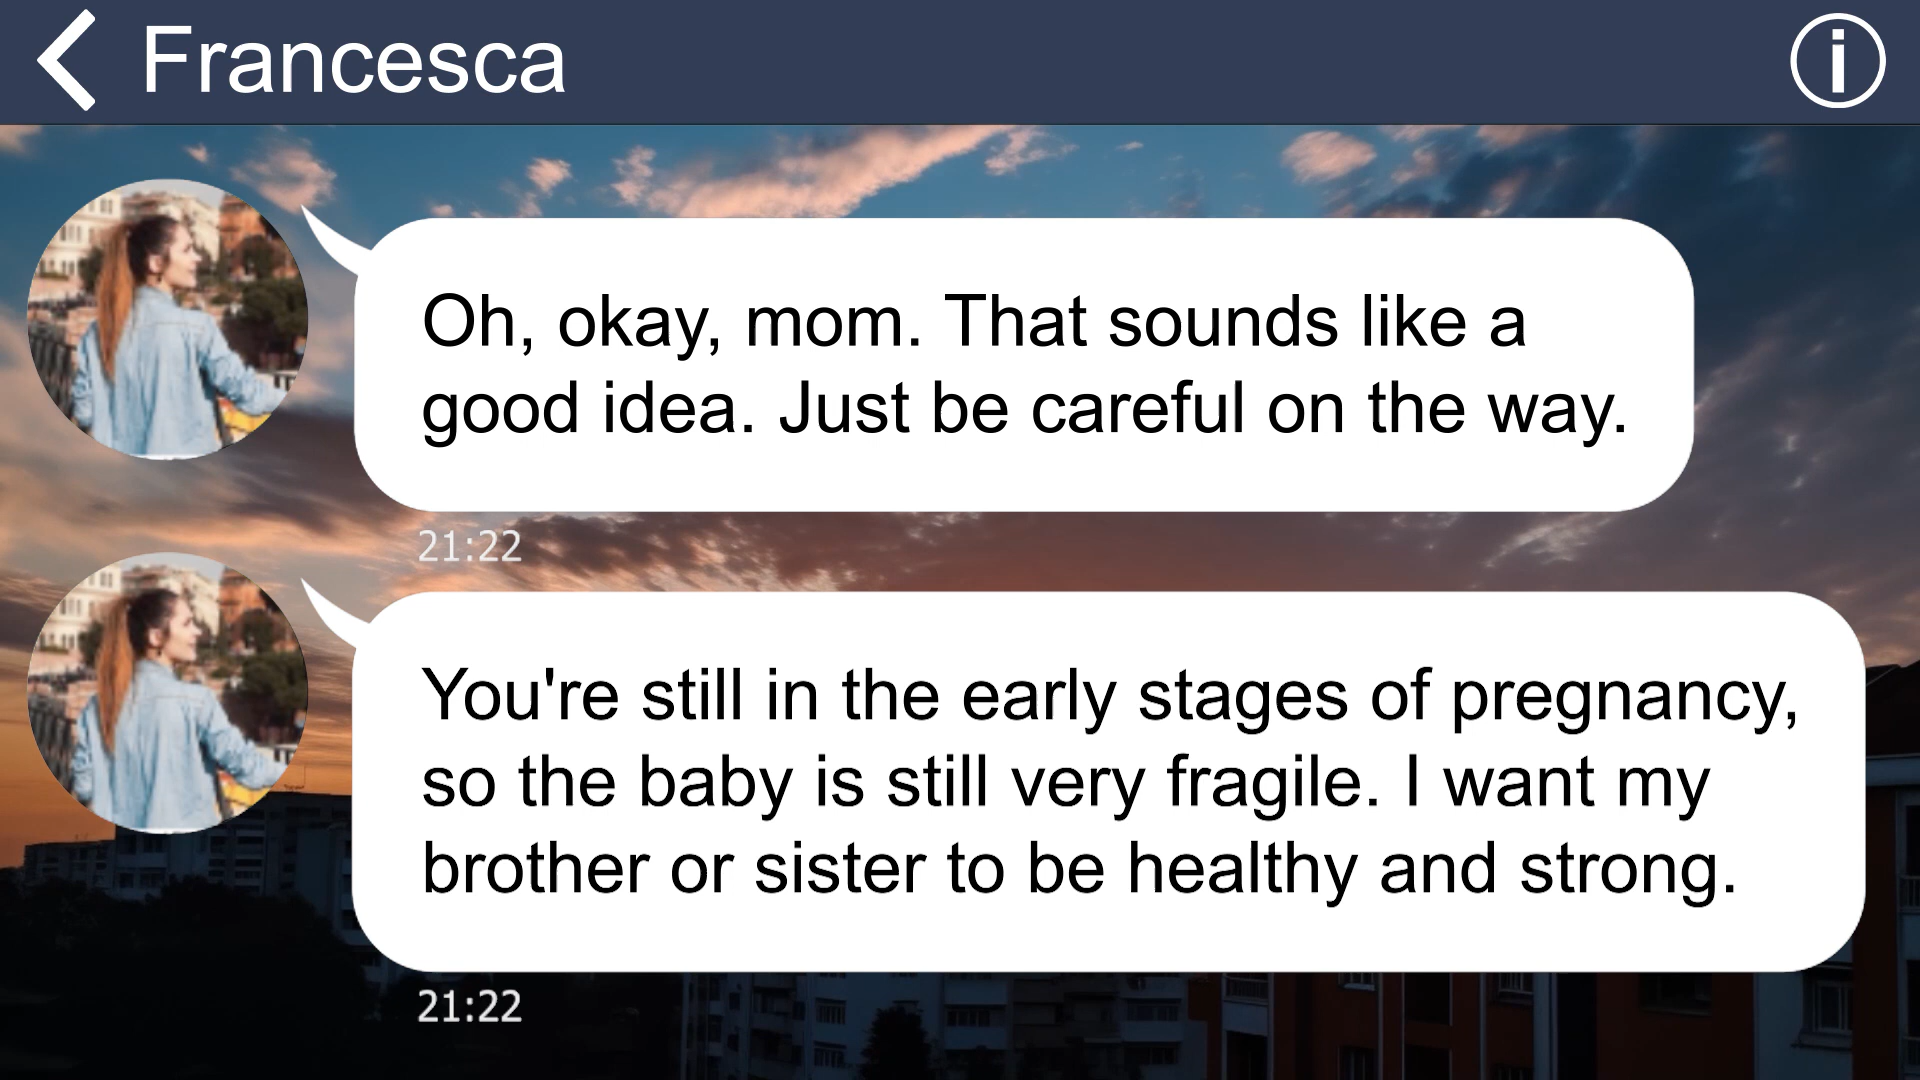 Francesca
Oh, okay, mom. That sounds like a
good idea. Just be careful on the way.
21:22
You're still in the early stages of pregnancy,
so the baby is still very fragile. I want my
brother or sister to be healthy and strong.
21:22